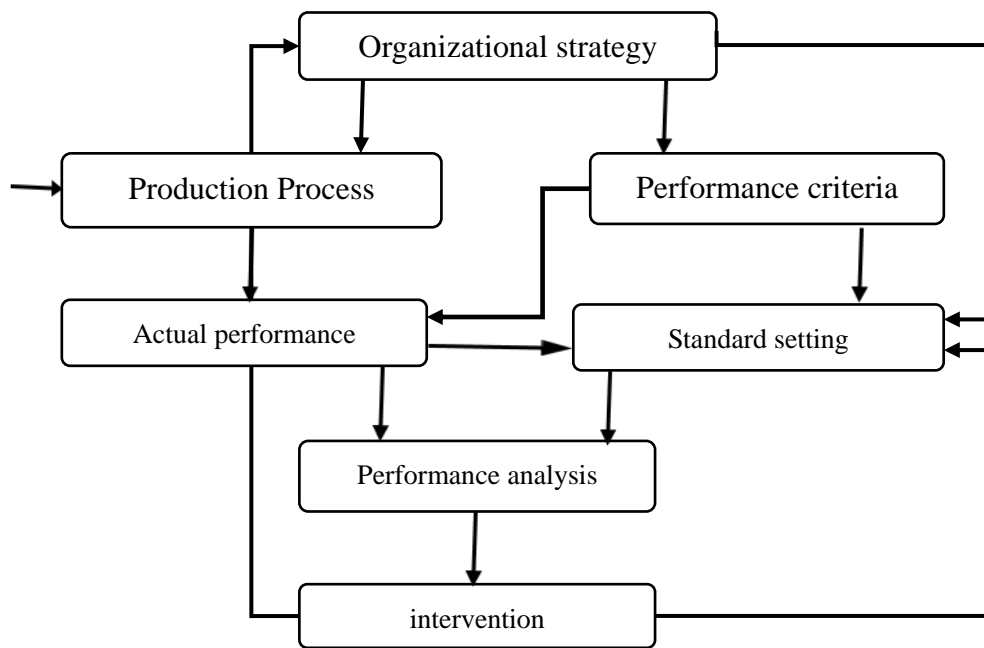 Organizational strategy
Production Process
Performance criteria
Actual performance
Standard setting
Performance analysis
intervention